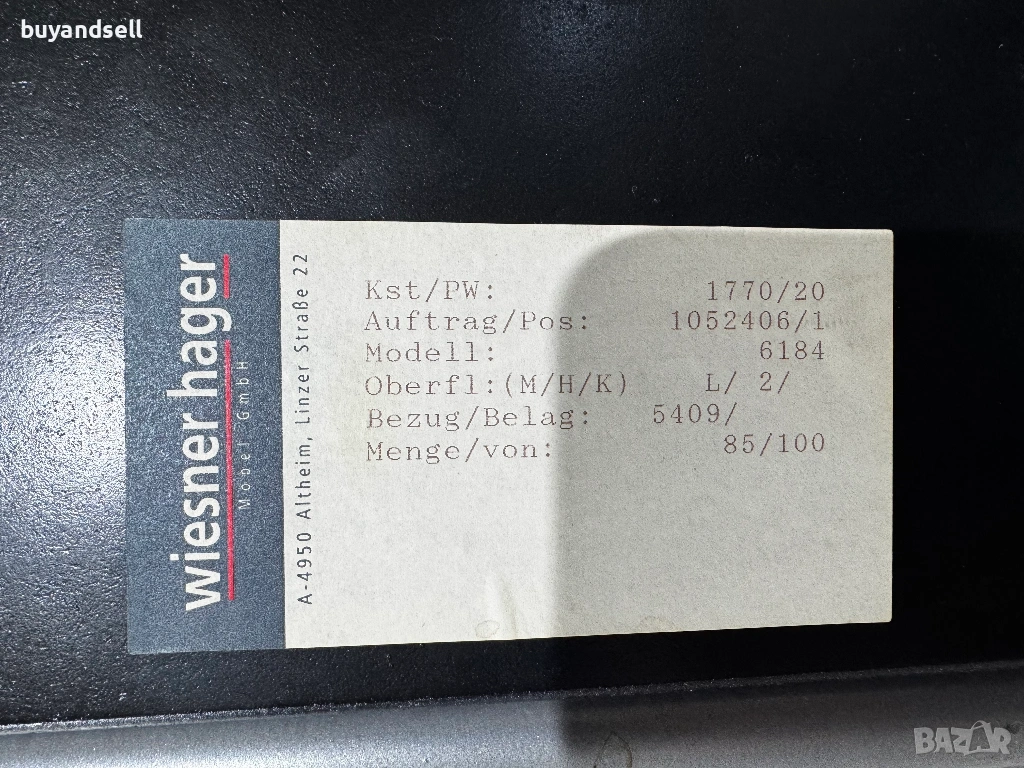 buyandsell
wiesner hager
Möbel GmbH
A-4950 Altheim, Linzer Straße 22
Kst/PW: 1770/20
Auftrag/Pos: 1052406/1
Modell: 6184
Oberfl:(M/H/K) L/ 2/
Bezug/Belag: 5409/
Menge/von: 85/100
BAZAR